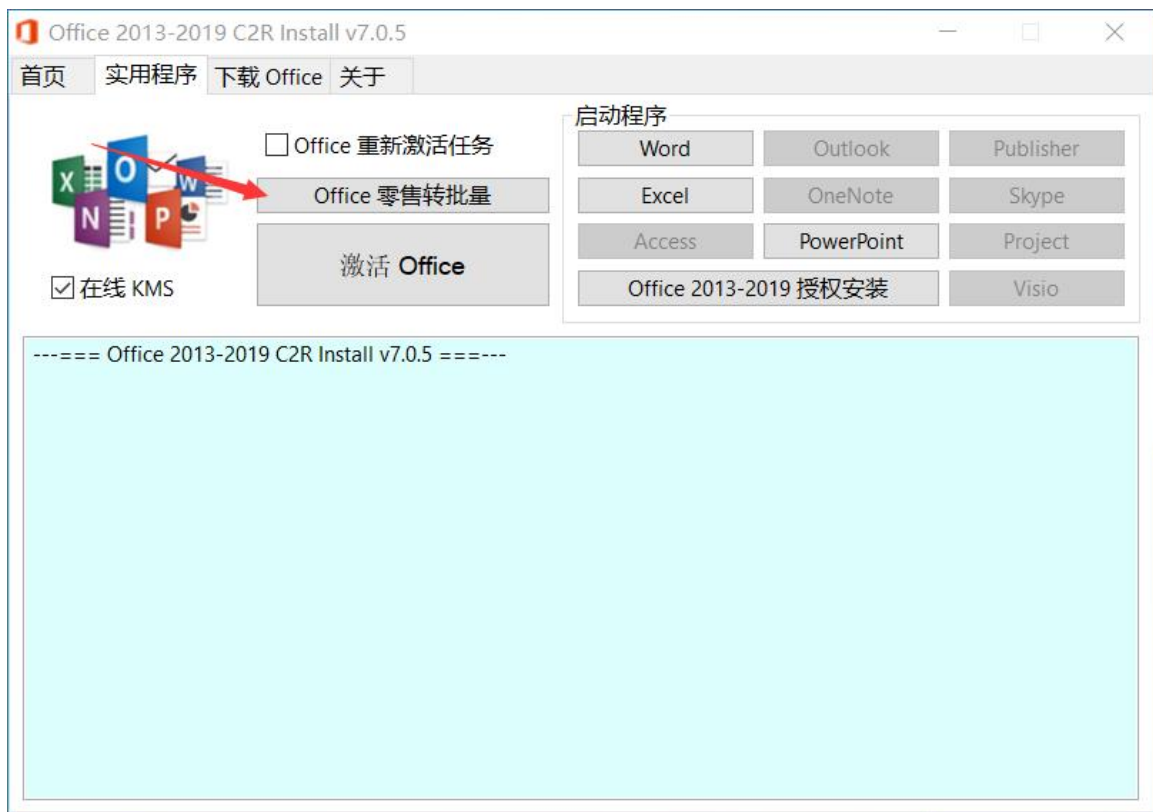 Office 2013-2019 C2R Install v7.0.5
首页 实用程序 下载 Office 关于
Office 重新激活任务
Office 零售转批量
激活 Office
在线 KMS
启动程序
Word Outlook Publisher
Excel OneNote Skype
Access PowerPoint Project
Office 2013-2019 授权安装 Visio
---=== Office 2013-2019 C2R Install v7.0.5 ===---